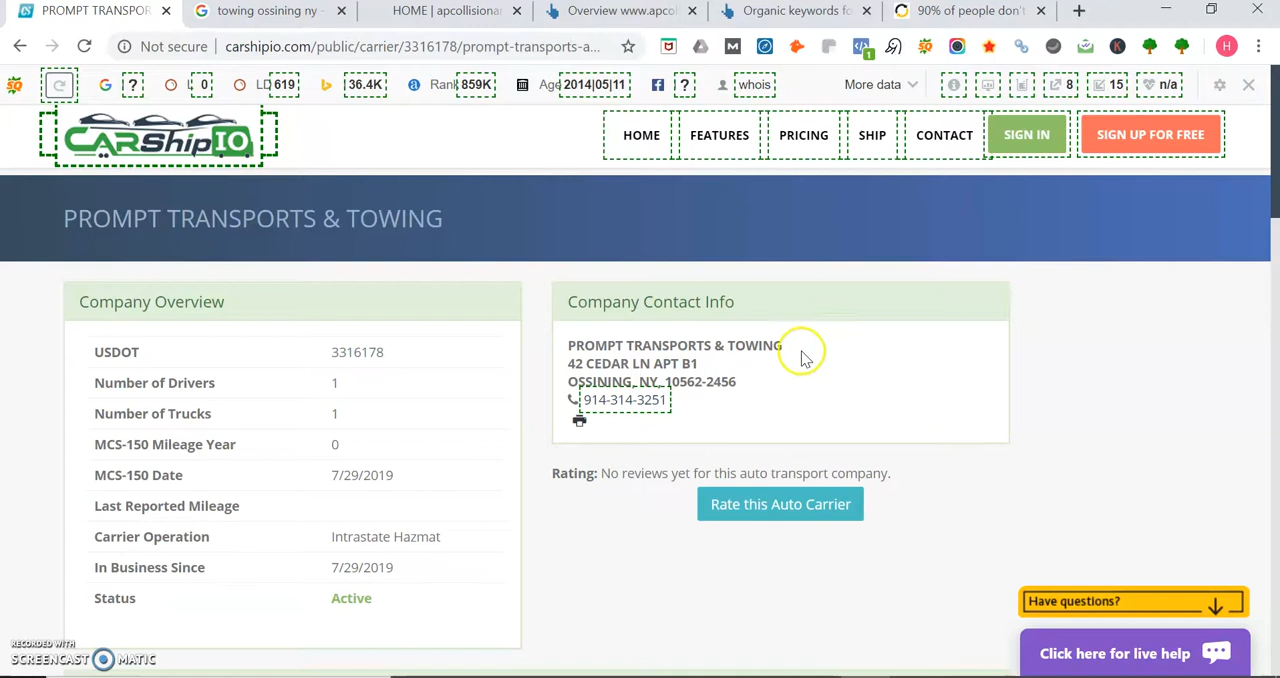 PROMPT TRANSPOR
towing ossining ny -
HOME | apcollisionan
Overview www.apcol
Organic keywords fo
90% of people don't
Not secure
carshipio.com/public/carrier/3316178/prompt-transports-a...
1
H
?
0
LD 619
36.4K
Rank 859K
Age 2014|05|11
?
whois
More data
8
15
n/a
CARShipIO
HOME
FEATURES
PRICING
SHIP
CONTACT
SIGN IN
SIGN UP FOR FREE
PROMPT TRANSPORTS & TOWING
Company Overview
USDOT 3316178
Number of Drivers 1
Number of Trucks 1
MCS-150 Mileage Year 0
MCS-150 Date 7/29/2019
Last Reported Mileage
Carrier Operation Intrastate Hazmat
In Business Since 7/29/2019
Status Active
Company Contact Info
PROMPT TRANSPORTS & TOWING
42 CEDAR LN APT B1
OSSINING, NY, 10562-2456
914-314-3251
Rating: No reviews yet for this auto transport company.
Rate this Auto Carrier
Have questions?
Click here for live help
RECORDED WITH
SCREENCAST MATIC